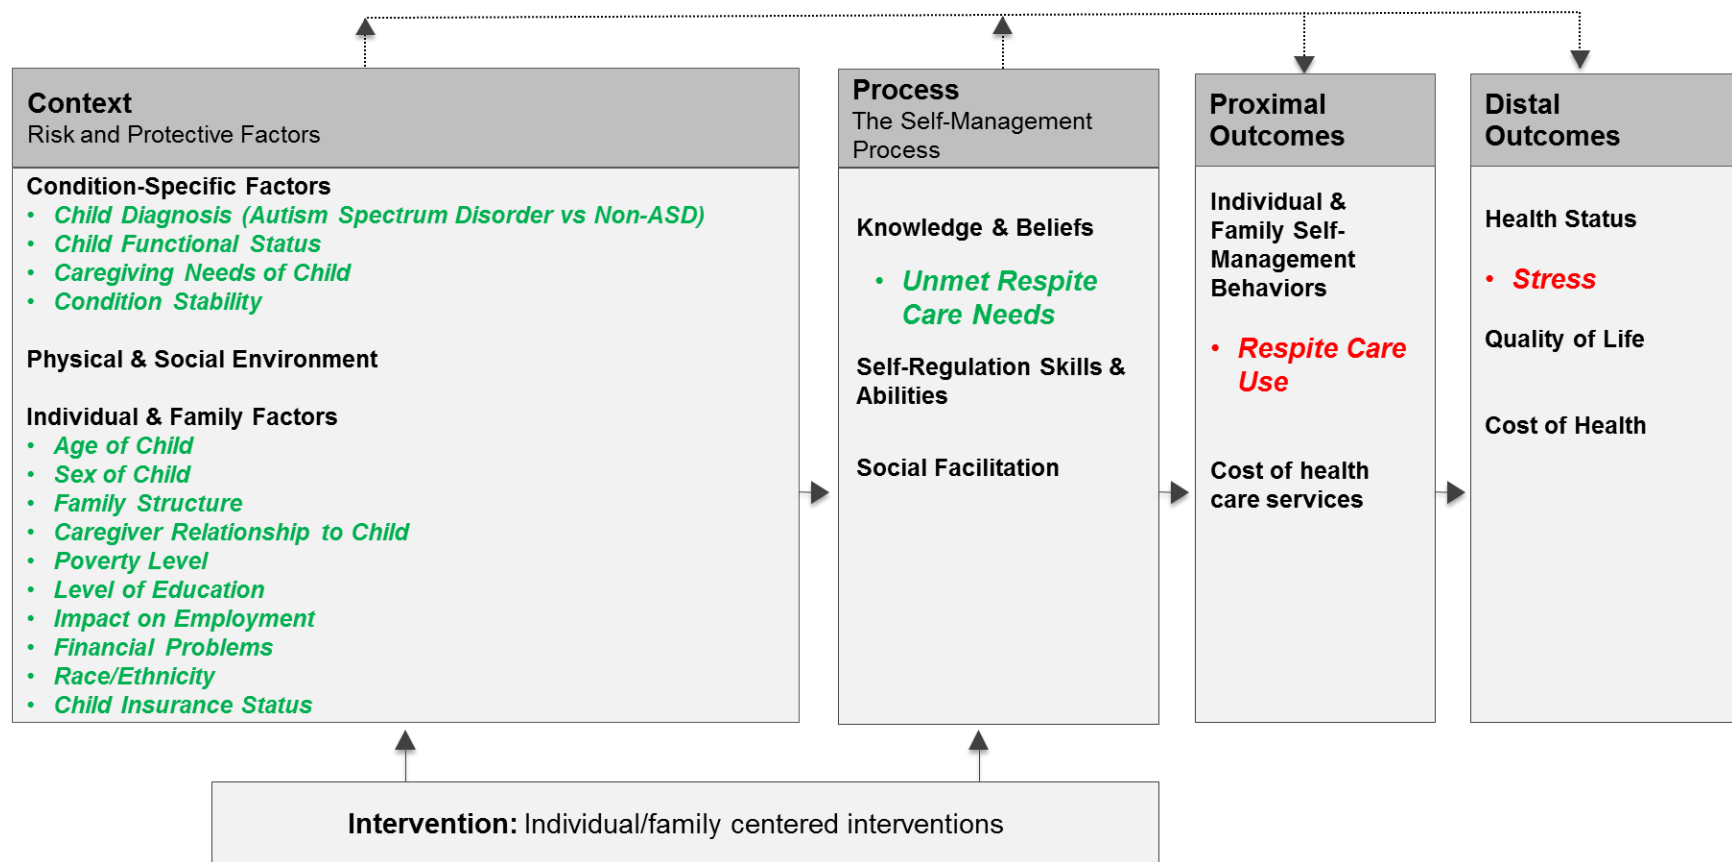 Context
Risk and Protective Factors
Condition-Specific Factors
• Child Diagnosis (Autism Spectrum Disorder vs Non-ASD)
• Child Functional Status
• Caregiving Needs of Child
• Condition Stability
Physical & Social Environment
Individual & Family Factors
• Age of Child
• Sex of Child
• Family Structure
• Caregiver Relationship to Child
• Poverty Level
• Level of Education
• Impact on Employment
• Financial Problems
• Race/Ethnicity
• Child Insurance Status
Process
The Self-Management
Process
Knowledge & Beliefs
• Unmet Respite
Care Needs
Self-Regulation Skills &
Abilities
Social Facilitation
Proximal
Outcomes
Individual &
Family Self-
Management
Behaviors
• Respite Care
Use
Cost of health
care services
Distal
Outcomes
Health Status
• Stress
Quality of Life
Cost of Health
Intervention: Individual/family centered interventions